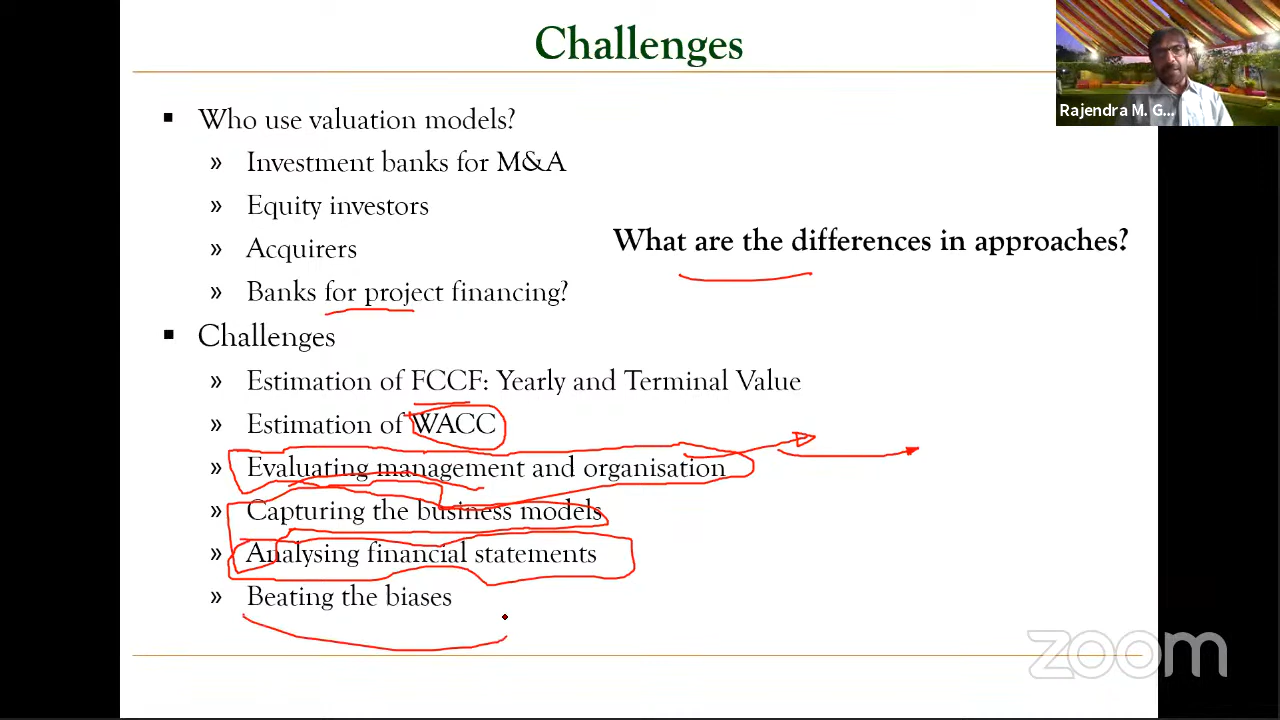 Challenges
Rajendra M. G...
▪ Who use valuation models?
» Investment banks for M&A
» Equity investors
» Acquirers
What are the differences in approaches?
» Banks for project financing?
▪ Challenges
» Estimation of FCCF: Yearly and Terminal Value
» Estimation of WACC
» Evaluating management and organisation
» Capturing the business models
» Analysing financial statements
» Beating the biases
zoom